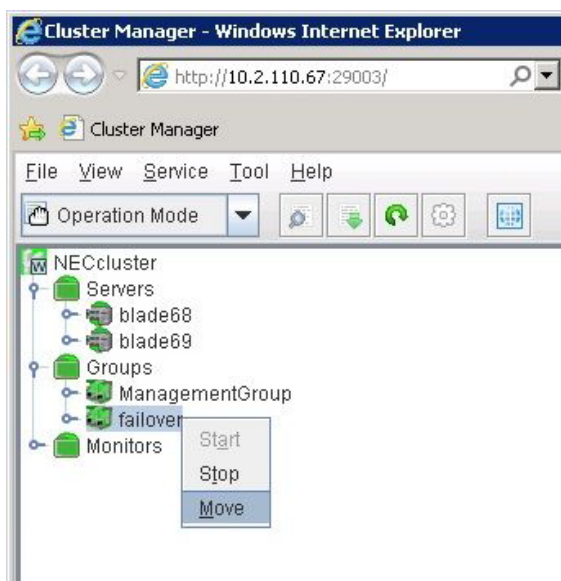 Cluster Manager - Windows Internet Explorer
http://10.2.110.67:29003/
Cluster Manager
File View Service Tool Help
Operation Mode
NECcluster
Servers
blade68
blade69
Groups
ManagementGroup
failover
Monitors
Start
Stop
Move